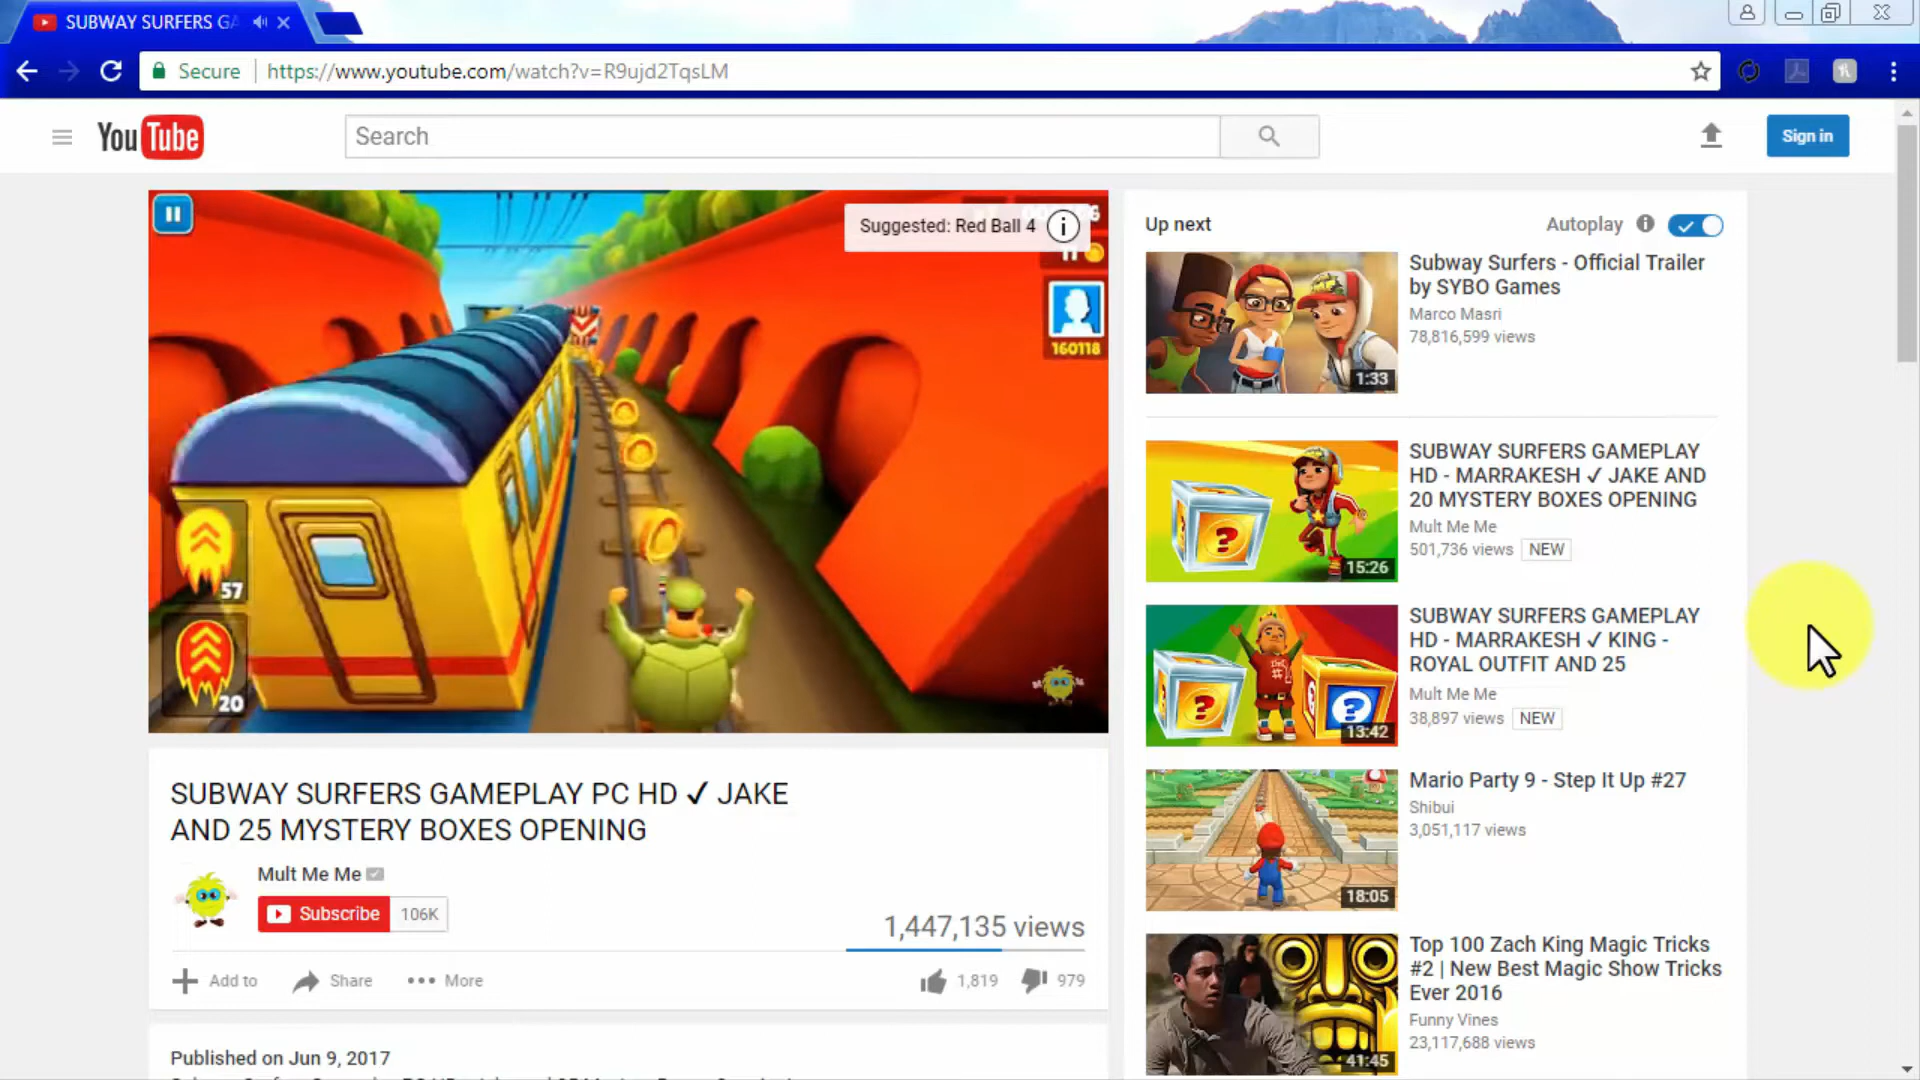 SUBWAY SURFERS GA
Secure
https://www.youtube.com/watch?v=R9ujd2TqsLM
YouTube
Search
Sign in
Suggested: Red Ball 4
160118
57
20
SUBWAY SURFERS GAMEPLAY PC HD ✓ JAKE
AND 25 MYSTERY BOXES OPENING
Mult Me Me
Subscribe 106K
1,447,135 views
Add to Share More
1,819 979
Published on Jun 9, 2017
Up next
Autoplay
1:33
Subway Surfers - Official Trailer
by SYBO Games
Marco Masri
78,816,599 views
15:26
SUBWAY SURFERS GAMEPLAY
HD - MARRAKESH ✓ JAKE AND
20 MYSTERY BOXES OPENING
Mult Me Me
501,736 views NEW
13:42
SUBWAY SURFERS GAMEPLAY
HD - MARRAKESH ✓ KING -
ROYAL OUTFIT AND 25
Mult Me Me
38,897 views NEW
18:05
Mario Party 9 - Step It Up #27
Shibui
3,051,117 views
41:45
Top 100 Zach King Magic Tricks
#2 | New Best Magic Show Tricks
Ever 2016
Funny Vines
23,117,688 views